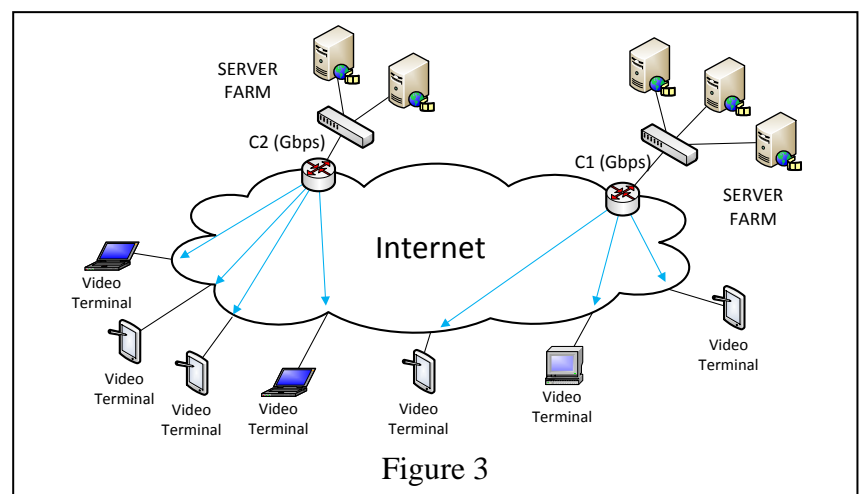 SERVER
FARM
C2 (Gbps)
C1 (Gbps)
SERVER
FARM
Internet
Video
Terminal
Video
Terminal
Video
Terminal
Video
Terminal
Video
Terminal
Video
Terminal
Video
Terminal
Figure 3